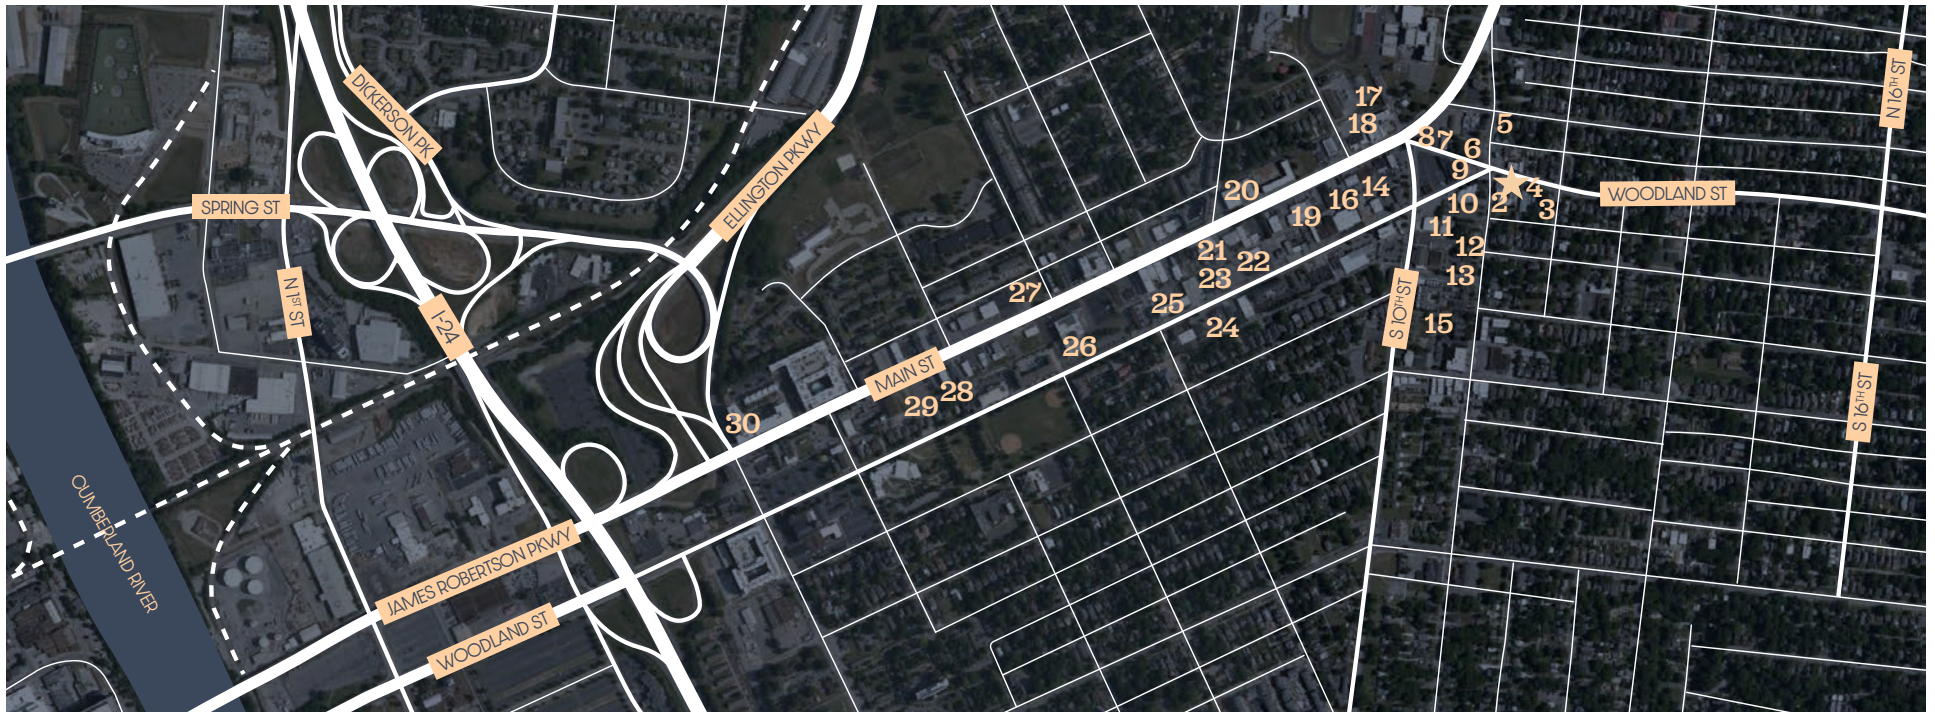 DICKERSON PK
N 16TH ST
17
18
5
8
7
6
ELLINGTON PKWY
9
4
14
20
16
2
3
WOODLAND ST
SPRING ST
10
19
11
12
21
22
23
13
N 1ST ST
27
25
S 10TH ST
15
24
I-24
26
MAIN ST
28
29
S 16TH ST
30
OUMBERLAND RIVER
JAMES ROBERTSON PKWY
WOODLAND ST